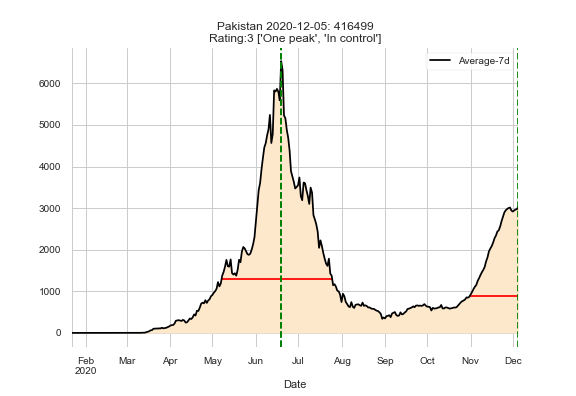 Pakistan 2020-12-05: 416499
Rating:3 ['One peak', 'In control']
Average-7d
6000
5000
4000
3000
2000
1000
0
Feb Mar Apr May Jun Jul Aug Sep Oct Nov Dec
2020
Date